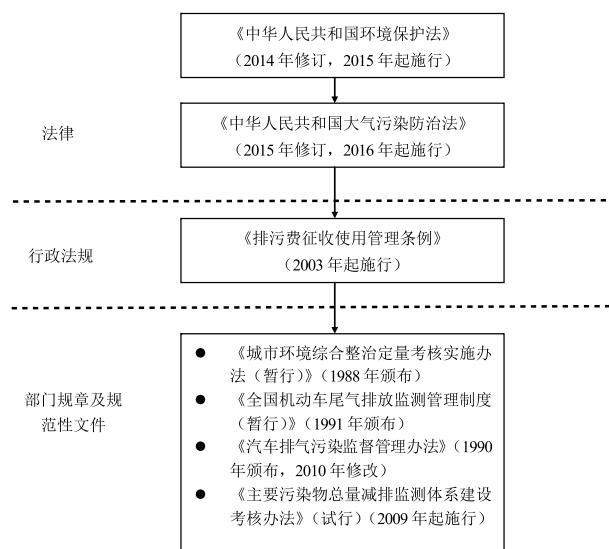 《中华人民共和国环境保护法》
（2014 年修订，2015 年起施行）
法律
《中华人民共和国大气污染防治法》
（2015 年修订，2016 年起施行）
行政法规
《排污费征收使用管理条例》
（2003 年起施行）
部门规章及规
范性文件
● 《城市环境综合整治定量考核实施办
法（暂行）》（1988 年颁布）
● 《全国机动车尾气排放监测管理制度
（暂行）》（1991 年颁布）
● 《汽车排气污染监督管理办法》（1990
年颁布，2010 年修改）
● 《主要污染物总量减排监测体系建设
考核办法》（试行）（2009 年起施行）